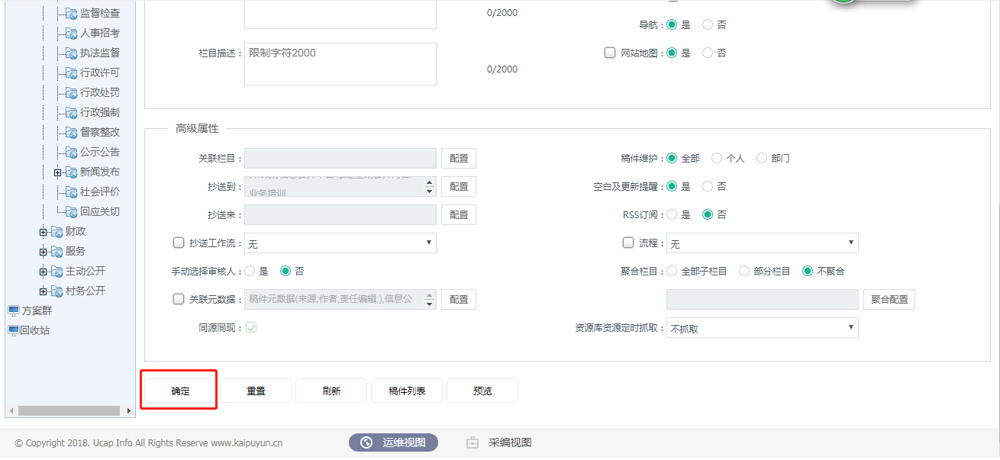 监督检查
人事招考
执法监督
行政许可
行政处罚
行政强制
督察整改
公示公告
新闻发布
社会评价
回应关切
财政
服务
主动公开
村务公开
方案群
回收站
0/2000
导航： 是 否
栏目描述： 限制字符2000
网站地图： 是 否
0/2000
高级属性
关联栏目： 配置
稿件维护： 全部 个人 部门
抄送到： 业务培训 配置
空白及更新提醒： 是 否
抄送来： 配置
RSS订阅： 是 否
抄送工作流： 无
流程： 无
手动选择审核人： 是 否
聚合栏目： 全部子栏目 部分栏目 不聚合
关联元数据： 稿件元数据(来源;作者;责任编辑;),信息公 配置
聚合配置
同源同现：
资源库资源定时抓取： 不抓取
确定 重置 刷新 稿件列表 预览
© Copyright 2018. Ucap Info All Rights Reserve www.kaipuyun.cn
运维视图 采编视图